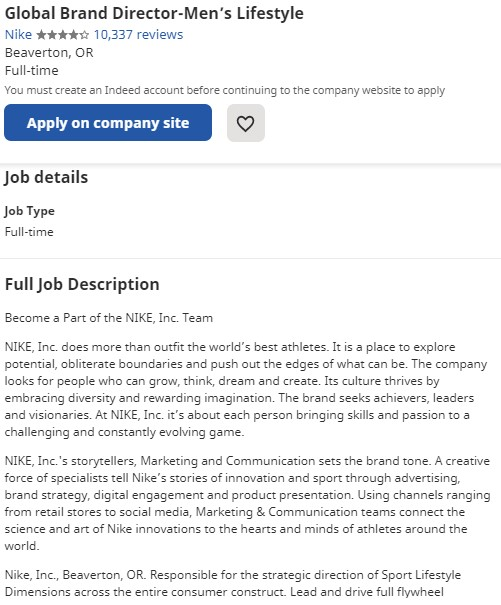 Global Brand Director-Men's Lifestyle
Nike ★★★★☆ 10,337 reviews
Beaverton, OR
Full-time
You must create an Indeed account before continuing to the company website to apply
Apply on company site
Job details
Job Type
Full-time
Full Job Description
Become a Part of the NIKE, Inc. Team
NIKE, Inc. does more than outfit the world's best athletes. It is a place to explore
potential, obliterate boundaries and push out the edges of what can be. The company
looks for people who can grow, think, dream and create. Its culture thrives by
embracing diversity and rewarding imagination. The brand seeks achievers, leaders
and visionaries. At NIKE, Inc. it's about each person bringing skills and passion to a
challenging and constantly evolving game.
NIKE, Inc.'s storytellers, Marketing and Communication sets the brand tone. A creative
force of specialists tell Nike's stories of innovation and sport through advertising,
brand strategy, digital engagement and product presentation. Using channels ranging
from retail stores to social media, Marketing & Communication teams connect the
science and art of Nike innovations to the hearts and minds of athletes around the
world.
Nike, Inc., Beaverton, OR. Responsible for the strategic direction of Sport Lifestyle
Dimensions across the entire consumer construct. Lead and drive full flywheel